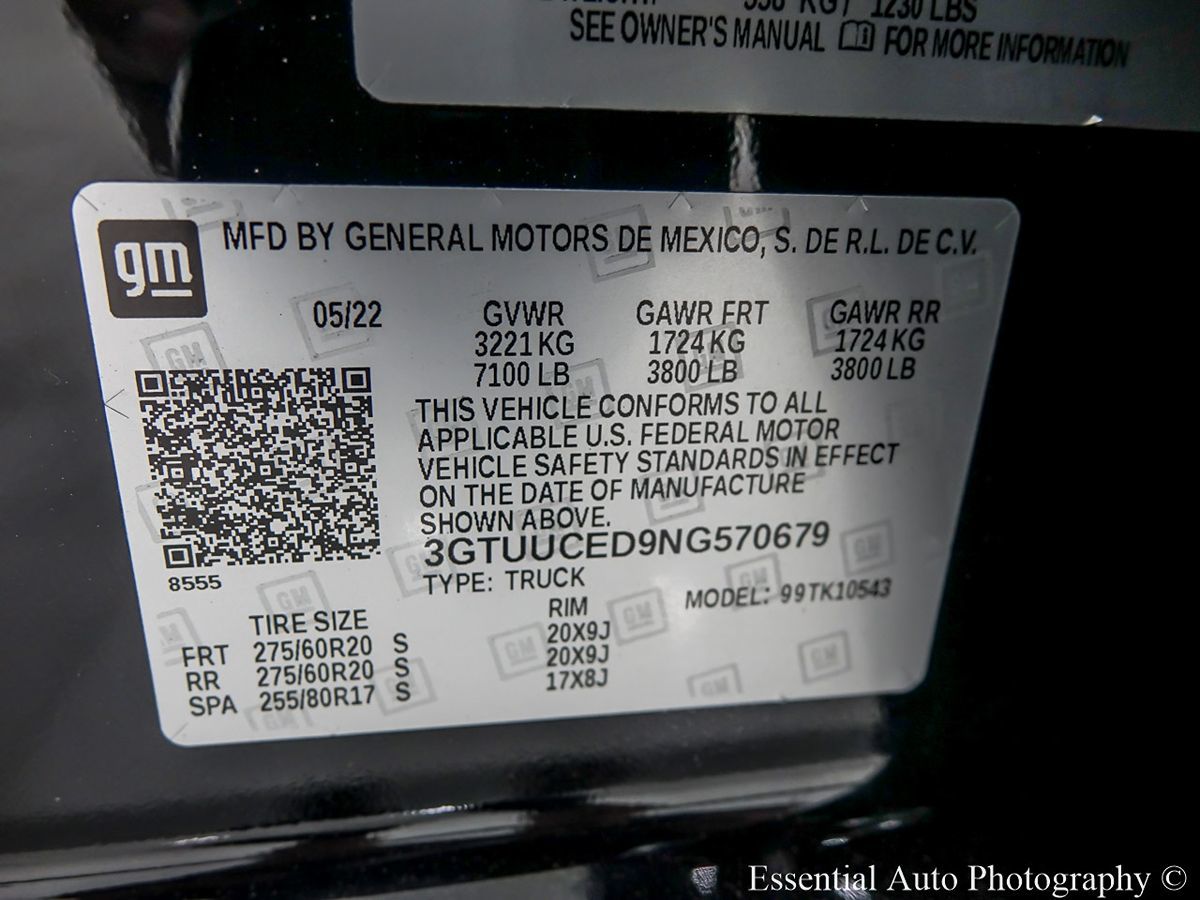 1230 LBS
SEE OWNER'S MANUAL FOR MORE INFORMATION
gm
MFD BY GENERAL MOTORS DE MEXICO, S. DE R.L. DE C.V.
05/22 GVWR GAWR FRT GAWR RR
3221 KG 1724 KG 1724 KG
7100 LB 3800 LB 3800 LB
THIS VEHICLE CONFORMS TO ALL
APPLICABLE U.S. FEDERAL MOTOR
VEHICLE SAFETY STANDARDS IN EFFECT
ON THE DATE OF MANUFACTURE
SHOWN ABOVE.
3GTUUCED9NG570679
8555
TYPE: TRUCK MODEL: 99TK10543
TIRE SIZE RIM
FRT 275/60R20 S 20X9J
RR 275/60R20 S 20X9J
SPA 255/80R17 S 17X8J
Essential Auto Photography ©